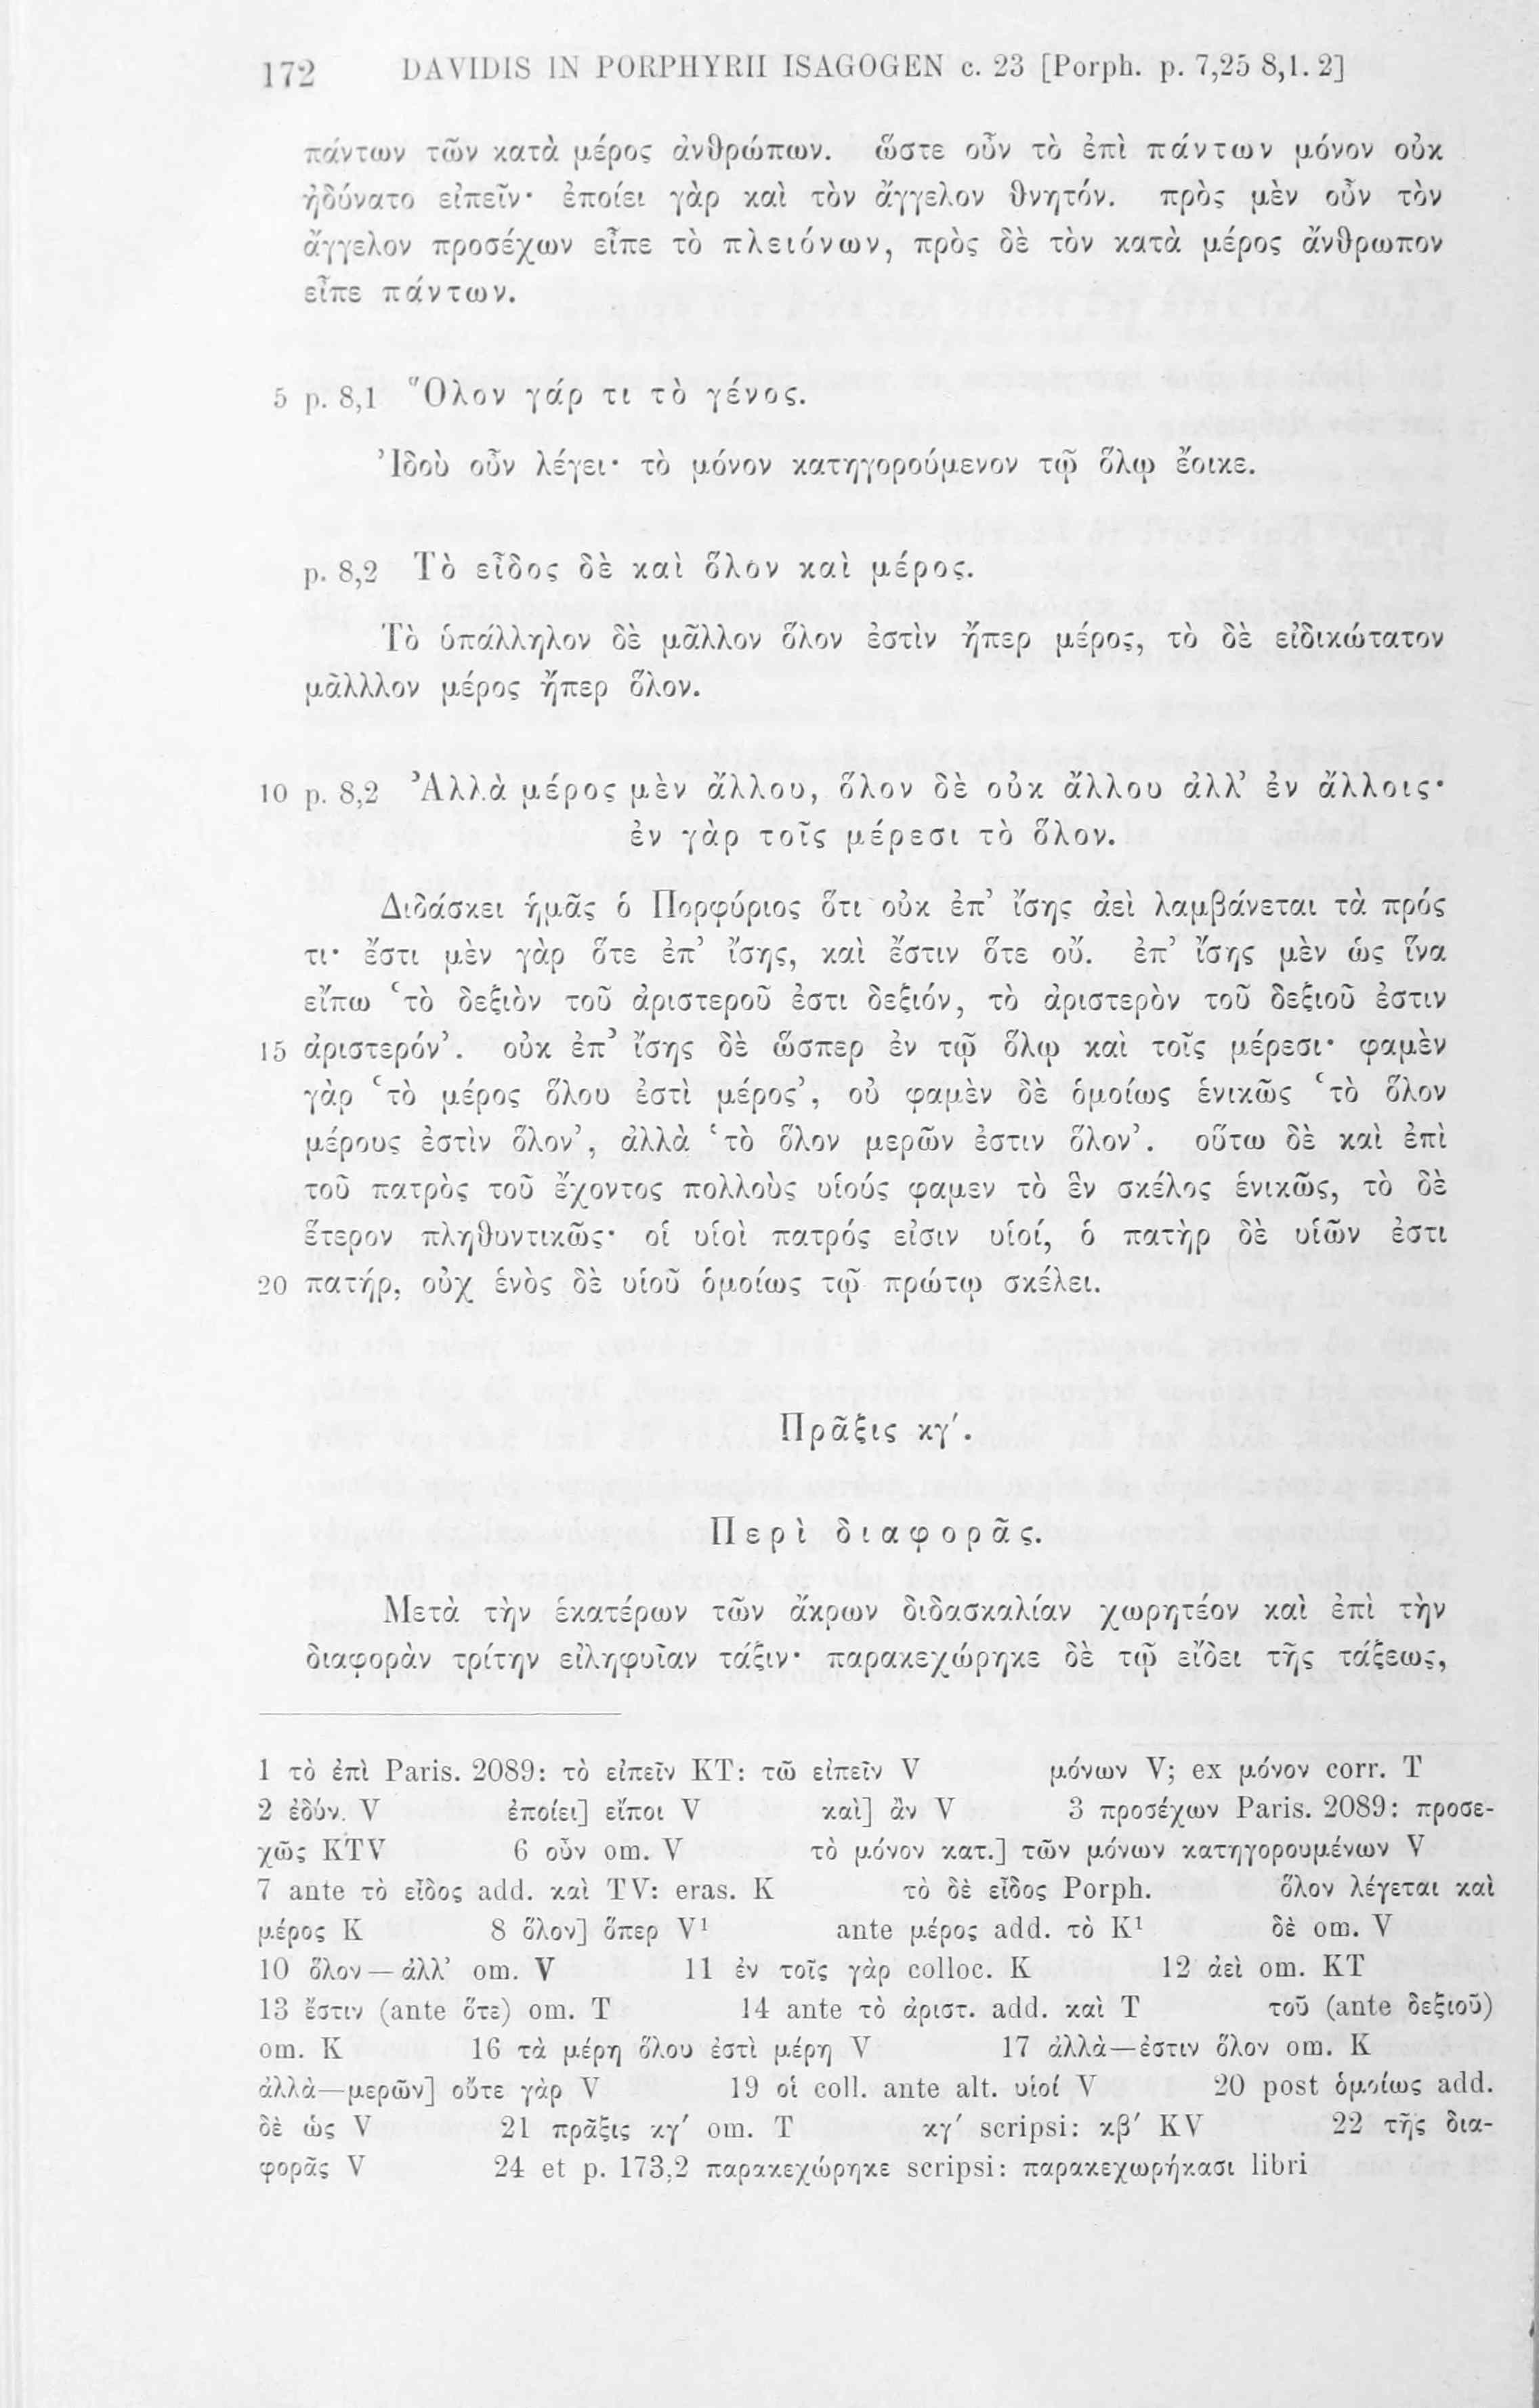 172 DAVIDIS IN PORPHYRII ISAGOGEN c. 23 [Porph. p. 7,25 8,1. 2]
πάντων τῶν κατὰ μέρος ἀνθρώπων. ὥστε οὖν τὸ ἐπὶ πάντων μόνον οὐκ
ἠδύνατο εἰπεῖν· ἐποίει γὰρ καὶ τὸν ἄγγελον θνητόν. πρὸς μὲν οὖν τὸν
ἄγγελον προσέχων εἶπε τὸ πλειόνων, πρὸς δὲ τὸν κατὰ μέρος ἄνθρωπον
εἶπε πάντων.
5 p. 8,1 Ὅλον γάρ τι τὸ γένος.
Ἰδοὺ οὖν λέγει· τὸ μόνον κατηγορούμενον τῷ ὅλῳ ἔοικε.
p. 8,2 Τὸ εἶδος δὲ καὶ ὅλον καὶ μέρος.
Τὸ ὑπάλληλον δὲ μᾶλλον ὅλον ἐστὶν ἤπερ μέρος, τὸ δὲ εἰδικώτατον
μᾶλλλον μέρος ἤπερ ὅλον.
10 p. 8,2 Ἀλλὰ μέρος μὲν ἄλλου, ὅλον δὲ οὐκ ἄλλου ἀλλ’ ἐν ἄλλοις·
ἐν γὰρ τοῖς μέρεσι τὸ ὅλον.
Διδάσκει ἡμᾶς ὁ Πορφύριος ὅτι οὐκ ἐπ’ ἴσης ἀεὶ λαμβάνεται τὰ πρός
τι· ἔστι μὲν γὰρ ὅτε ἐπ’ ἴσης, καὶ ἔστιν ὅτε οὔ. ἐπ’ ἴσης μὲν ὡς ἵνα
εἴπω ‘τὸ δεξιὸν τοῦ ἀριστεροῦ ἐστι δεξιόν, τὸ ἀριστερὸν τοῦ δεξιοῦ ἐστιν
15 ἀριστερόν’. οὐκ ἐπ’ ἴσης δὲ ὥσπερ ἐν τῷ ὅλῳ καὶ τοῖς μέρεσι· φαμὲν
γὰρ ‘τὸ μέρος ὅλου ἐστὶ μέρος’, οὐ φαμὲν δὲ ὁμοίως ἑνικῶς ‘τὸ ὅλον
μέρους ἐστὶν ὅλον’, ἀλλὰ ‘τὸ ὅλον μερῶν ἐστιν ὅλον’. οὕτω δὲ καὶ ἐπὶ
τοῦ πατρὸς τοῦ ἔχοντος πολλοὺς υἱούς φαμεν τὸ ἓν σκέλος ἑνικῶς, τὸ δὲ
ἕτερον πληθυντικῶς· οἱ υἱοὶ πατρός εἰσιν υἱοί, ὁ πατὴρ δὲ υἱῶν ἐστι
20 πατήρ, οὐχ ἑνὸς δὲ υἱοῦ ὁμοίως τῷ πρώτῳ σκέλει.
Πρᾶξις κγ′.
Περὶ διαφορᾶς.
Μετὰ τὴν ἑκατέρων τῶν ἄκρων διδασκαλίαν χωρητέον καὶ ἐπὶ τὴν
διαφορὰν τρίτην εἰληφυῖαν τάξιν· παρακεχώρηκε δὲ τῷ εἴδει τῆς τάξεως,
1 τὸ ἐπὶ Paris. 2089: τὸ εἰπεῖν KT: τῶ εἰπεῖν V μόνων V; ex μόνον corr. T
2 ἐδύν. V ἐποίει] εἴποι V καὶ] ἂν V 3 προσέχων Paris. 2089: προσε-
χῶς KTV 6 οὖν om. V τὸ μόνον κατ.] τῶν μόνων κατηγορουμένων V
7 ante τὸ εἶδος add. καὶ TV: eras. K τὸ δὲ εἶδος Porph. ὅλον λέγεται καὶ
μέρος K 8 ὅλον] ὅπερ V¹ ante μέρος add. τὸ K¹ δὲ om. V
10 ὅλον — ἀλλ’ om. V 11 ἐν τοῖς γὰρ colloc. K 12 ἀεὶ om. KT
13 ἔστιν (ante ὅτε) om. T 14 ante τὸ ἀριστ. add. καὶ T τοῦ (ante δεξιοῦ)
om. K 16 τὰ μέρη ὅλου ἐστὶ μέρη V 17 ἀλλὰ—ἐστιν ὅλον om. K
ἀλλὰ—μερῶν] οὔτε γὰρ V 19 οἱ coll. ante alt. υἱοί V 20 post ὁμοίως add.
δὲ ὡς V 21 πρᾶξις κγ′ om. T κγ′ scripsi: κβ′ KV 22 τῆς δια-
φορᾶς V 24 et p. 173,2 παρακεχώρηκε scripsi: παρακεχωρήκασι libri